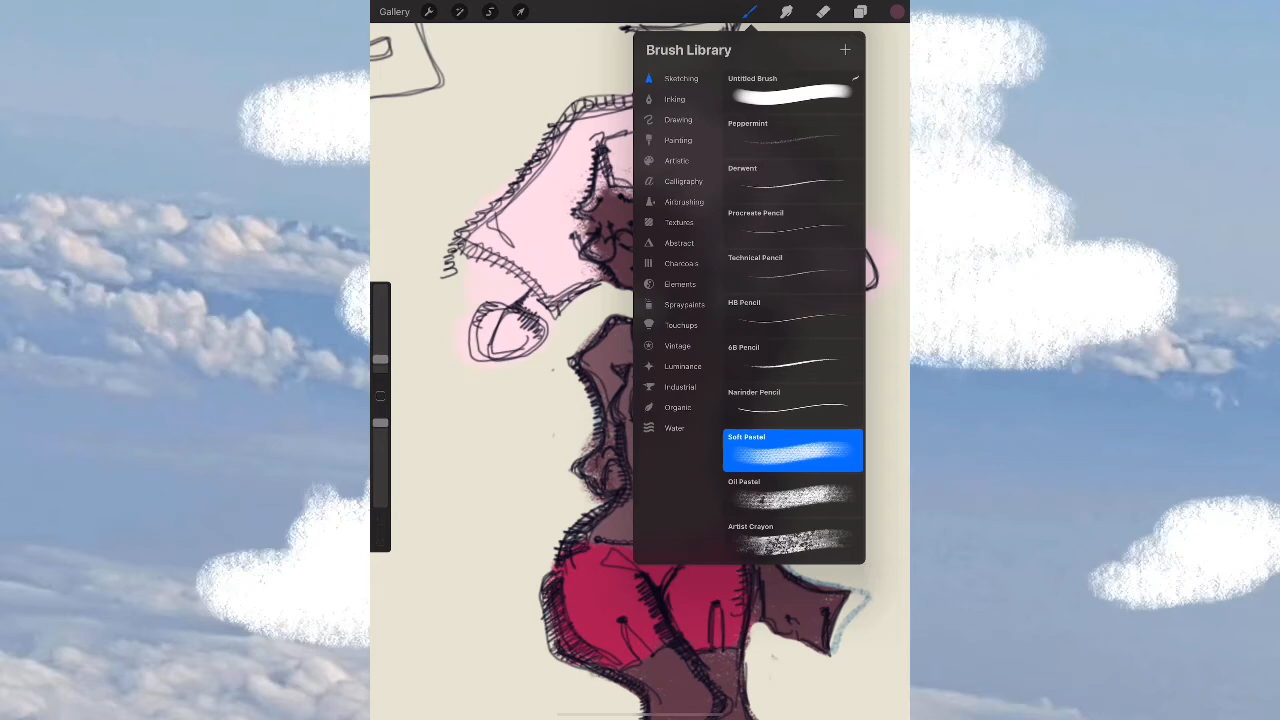 Gallery
Brush Library
Sketching
Inking
Drawing
Painting
Artistic
Calligraphy
Airbrushing
Textures
Abstract
Charcoals
Elements
Spraypaints
Touchups
Vintage
Luminance
Industrial
Organic
Water
Untitled Brush
Peppermint
Derwent
Procreate Pencil
Technical Pencil
HB Pencil
6B Pencil
Narinder Pencil
Soft Pastel
Oil Pastel
Artist Crayon